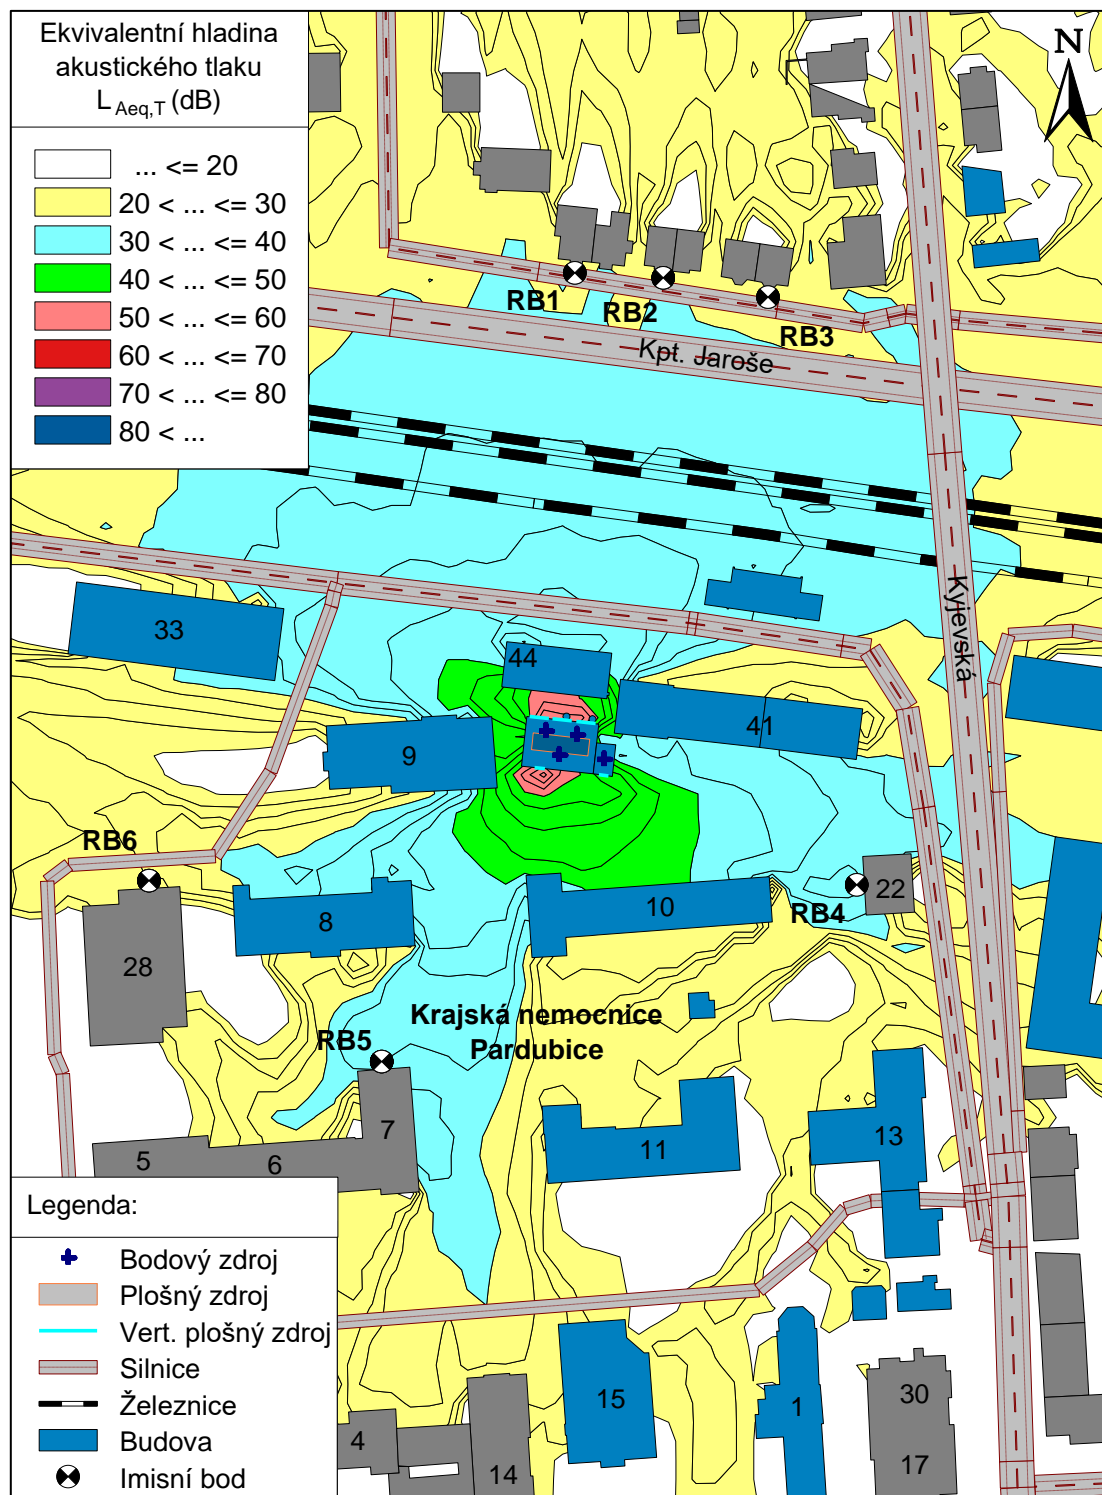 Ekvivalentní hladina
akustického tlaku
L Aeq,T (dB)
... <= 20
20 < ... <= 30
30 < ... <= 40
40 < ... <= 50
50 < ... <= 60
60 < ... <= 70
70 < ... <= 80
80 < ...
N
RB1
RB2
RB3
Kpt. Jaroše
Kyjevská
33
44
41
9
RB6
22
RB4
10
8
28
Krajská nemocnice
Pardubice
RB5
7
13
11
5
6
Legenda:
Bodový zdroj
Plošný zdroj
Vert. plošný zdroj
Silnice
Železnice
Budova
Imisní bod
15
1
30
4
14
17